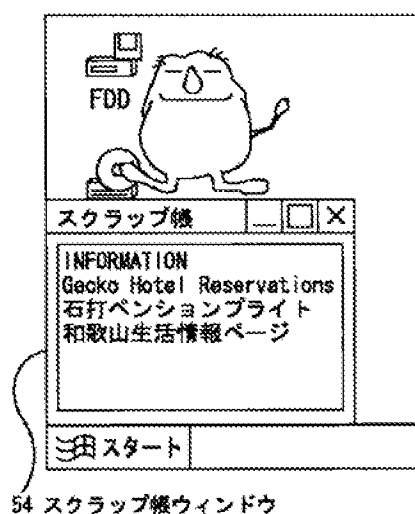 FDD
スクラップ帳
INFORMATION
Gecko Hotel Reservations
石打ペンションブライト
和歌山生活情報ページ
スタート
54 スクラップ帳ウィンドウ